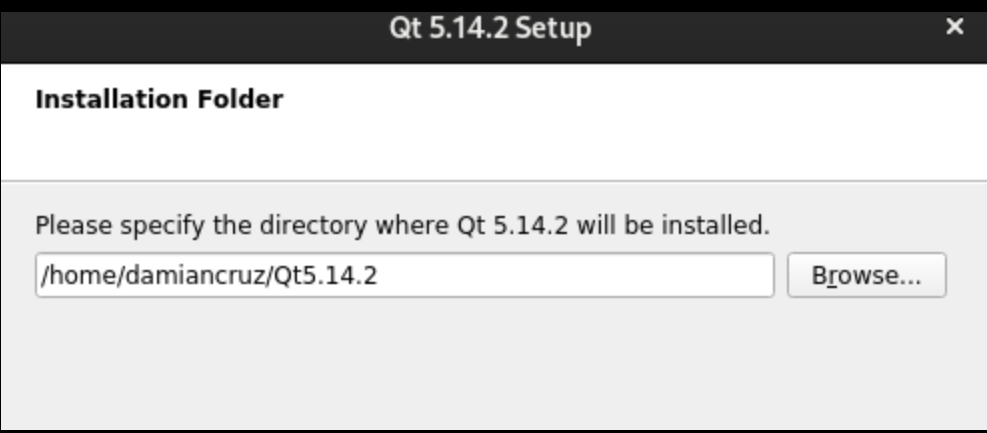 Qt 5.14.2 Setup
Installation Folder
Please specify the directory where Qt 5.14.2 will be installed.
/home/damiancruz/Qt5.14.2
Browse...